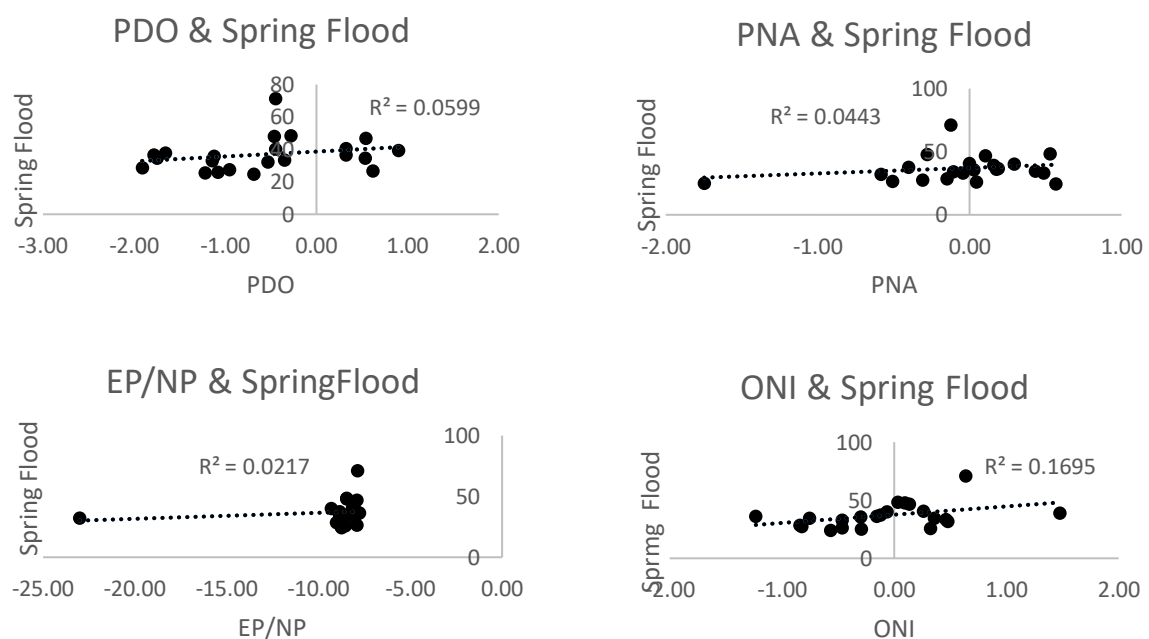 PDO & Spring Flood
80
60
40
20
0
R² = 0.0599
Spring Flood
-3.00 -2.00 -1.00 0.00 1.00 2.00
PDO
PNA & Spring Flood
100
50
0
R² = 0.0443
Spring Flood
-2.00 -1.00 0.00 1.00
PNA
EP/NP & SpringFlood
100
50
0
R² = 0.0217
Spring Flood
-25.00 -20.00 -15.00 -10.00 -5.00 0.00
EP/NP
ONI & Spring Flood
100
50
0
R² = 0.1695
Sprmg Flood
-2.00 -1.00 0.00 1.00 2.00
ONI